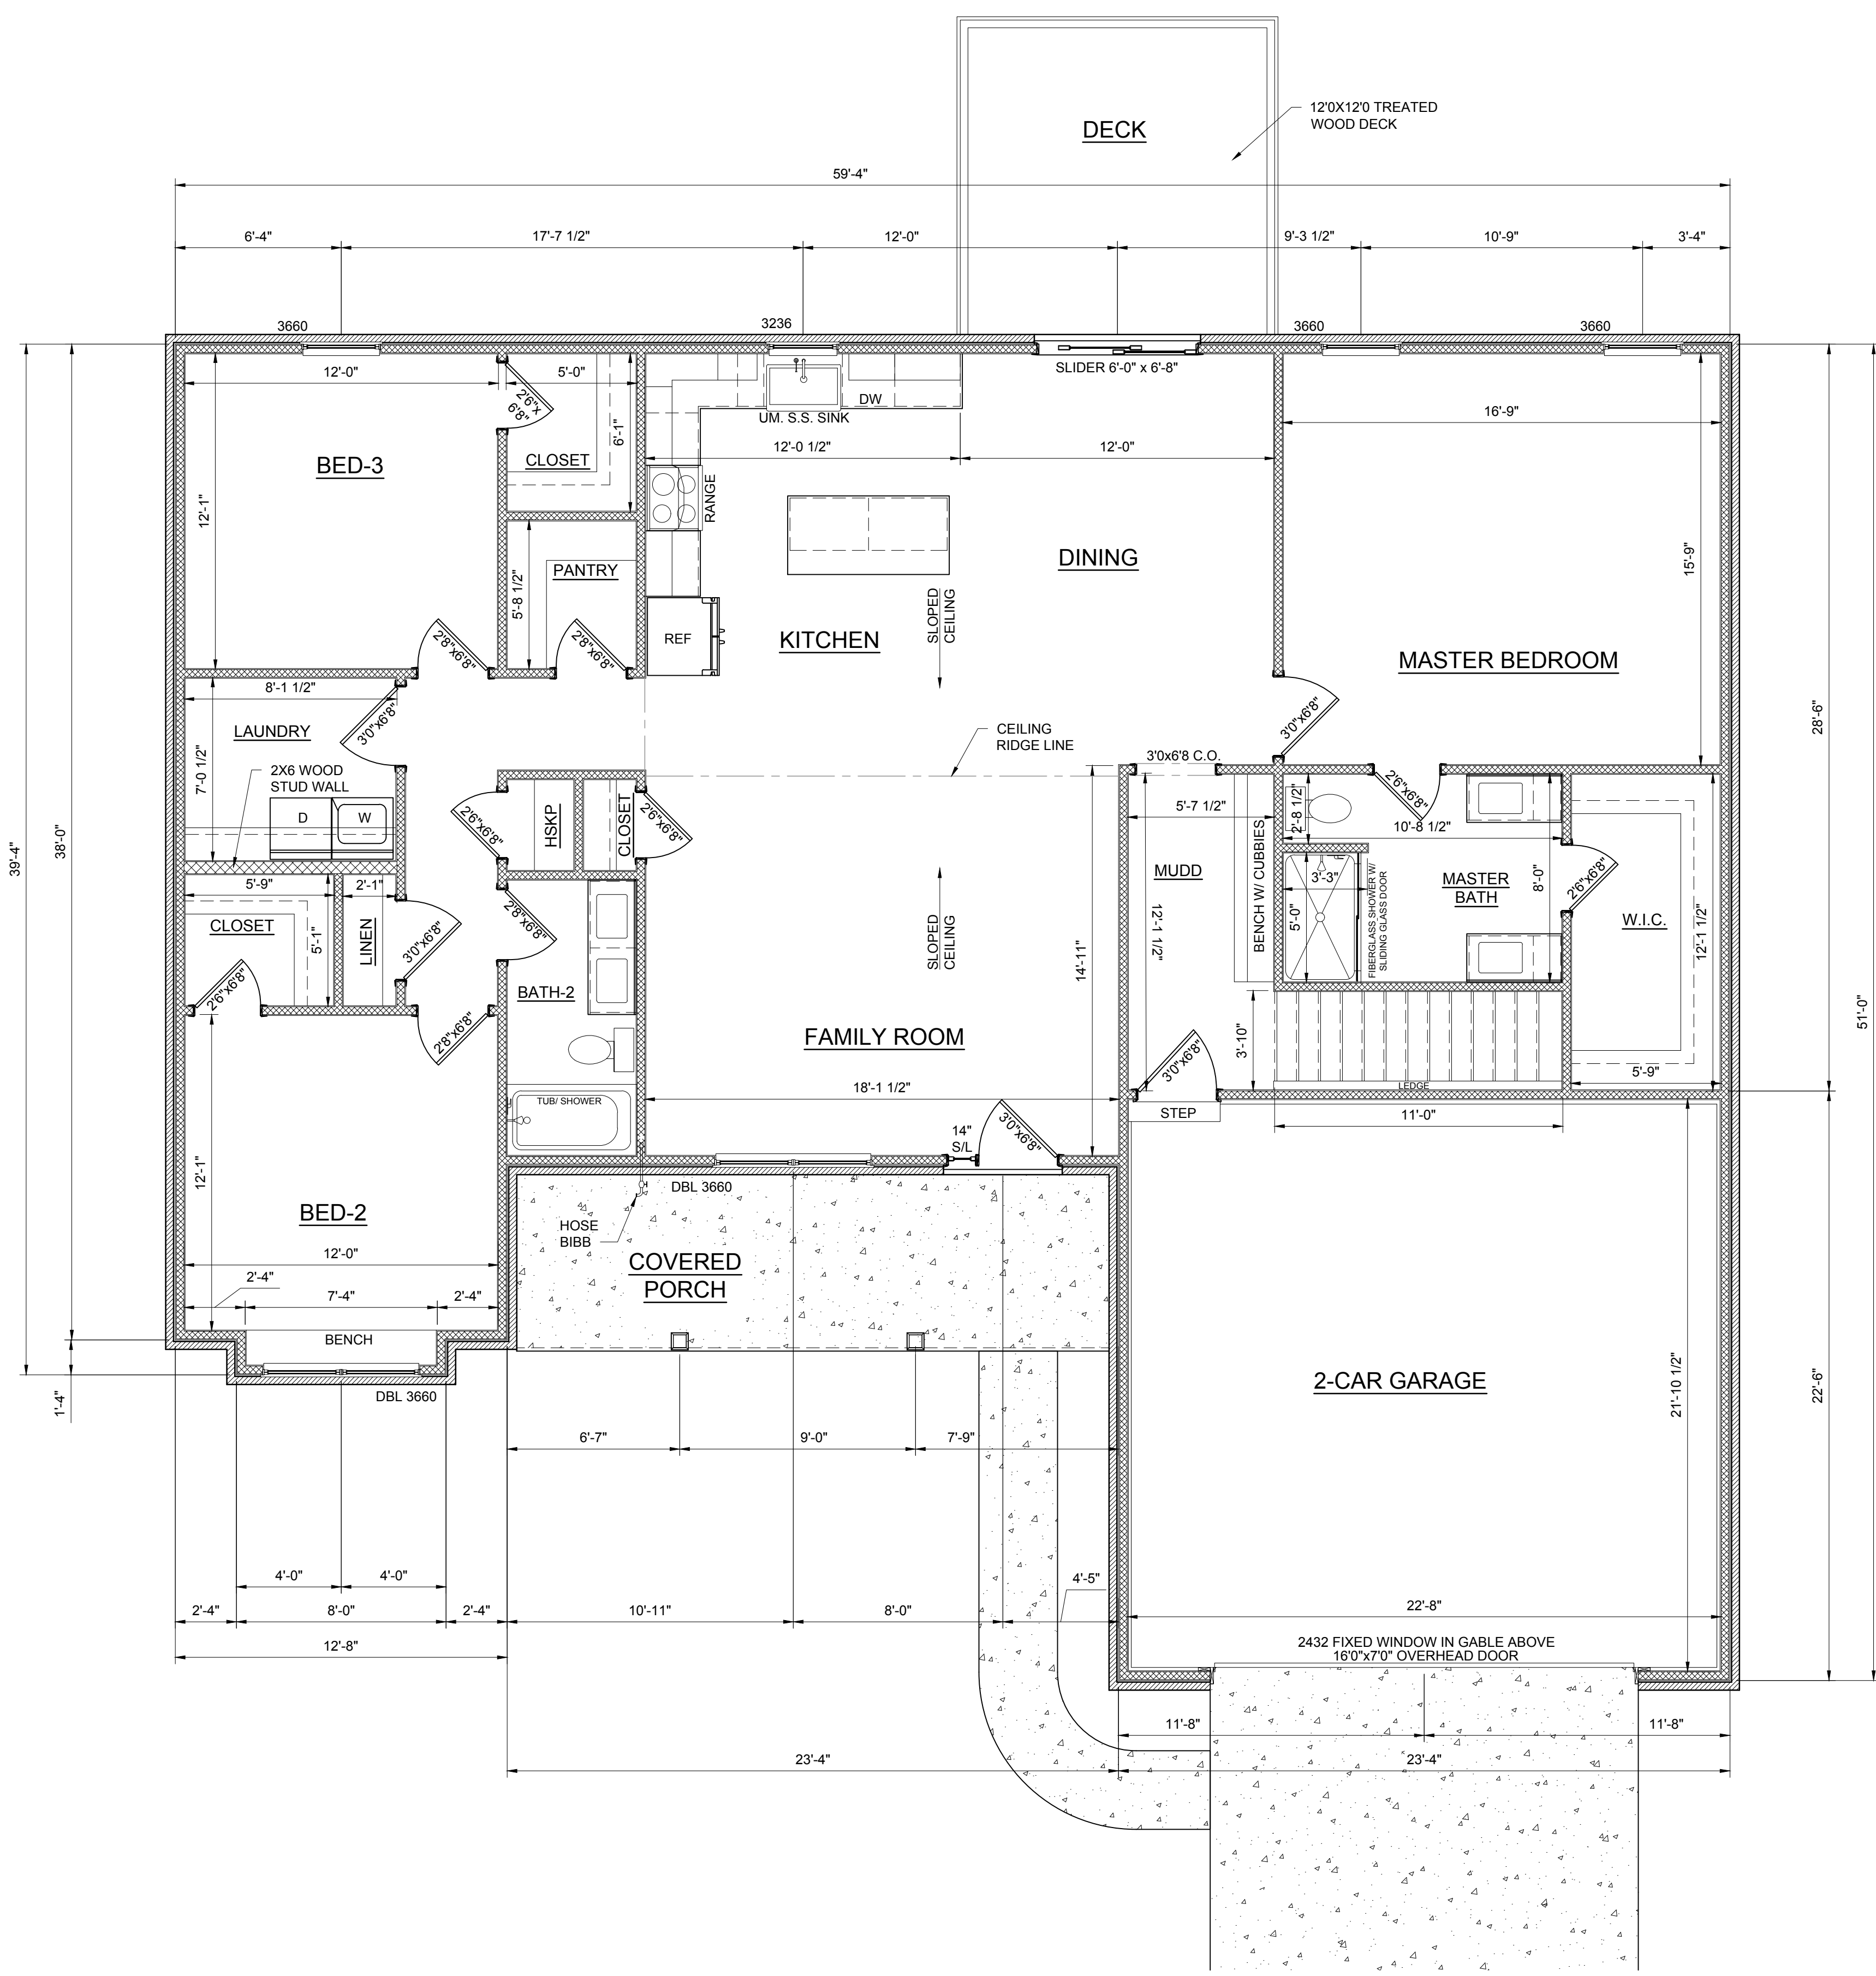 12'0X12'0 TREATED
WOOD DECK
DECK
59'-4"
6'-4"
17'-7 1/2"
12'-0"
9'-3 1/2"
10'-9"
3'-4"
3660
3236
3660
3660
12'-0"
5'-0"
2'6"x
6'8"
SLIDER 6'-0" x 6'-8"
DW
UM. S.S. SINK
16'-9"
6'-1"
12'-0 1/2"
12'-0"
BED-3
CLOSET
RANGE
12'-1"
15'-9"
DINING
PANTRY
5'-8 1/2"
SLOPED
CEILING
REF
KITCHEN
2'8"x6'8"
2'8"x6'8"
MASTER BEDROOM
8'-1 1/2"
3'0"x6'8"
3'0"x6'8"
LAUNDRY
CEILING
RIDGE LINE
28'-6"
3'0x6'8 C.O.
7'-0 1/2"
2X6 WOOD
STUD WALL
2'6"x6'8"
D
W
2'6"x6'8"
HSKP
CLOSET
2'6"x6'8"
5'-7 1/2"
2'-8 1/2"
10'-8 1/2"
39'-4"
38'-0"
BENCH W/ CUBBIES
MUDD
3'-3"
MASTER
BATH
8'-0"
2'6"x6'8"
5'-9"
2'-1"
2'8"x6'8"
CLOSET
5'-1"
LINEN
3'0"x6'8"
SLOPED
CEILING
14'-11"
12'-1 1/2"
5'-0"
FIBERGLASS SHOWER W/
SLIDING GLASS DOOR
W.I.C.
12'-1 1/2"
2'6"x6'8"
BATH-2
51'-0"
2'8"x6'8"
FAMILY ROOM
3'-10"
3'0"x6'8"
5'-9"
18'-1 1/2"
LEDGE
TUB/ SHOWER
STEP
11'-0"
14"
S/L
3'0"x6'8"
12'-1"
DBL 3660
BED-2
HOSE
BIBB
12'-0"
COVERED
PORCH
2'-4"
7'-4"
2'-4"
BENCH
1'-4"
DBL 3660
2-CAR GARAGE
21'-10 1/2"
22'-6"
6'-7"
9'-0"
7'-9"
4'-0"
4'-0"
4'-5"
2'-4"
8'-0"
2'-4"
10'-11"
8'-0"
22'-8"
12'-8"
2432 FIXED WINDOW IN GABLE ABOVE
16'0"x7'0" OVERHEAD DOOR
11'-8"
11'-8"
23'-4"
23'-4"